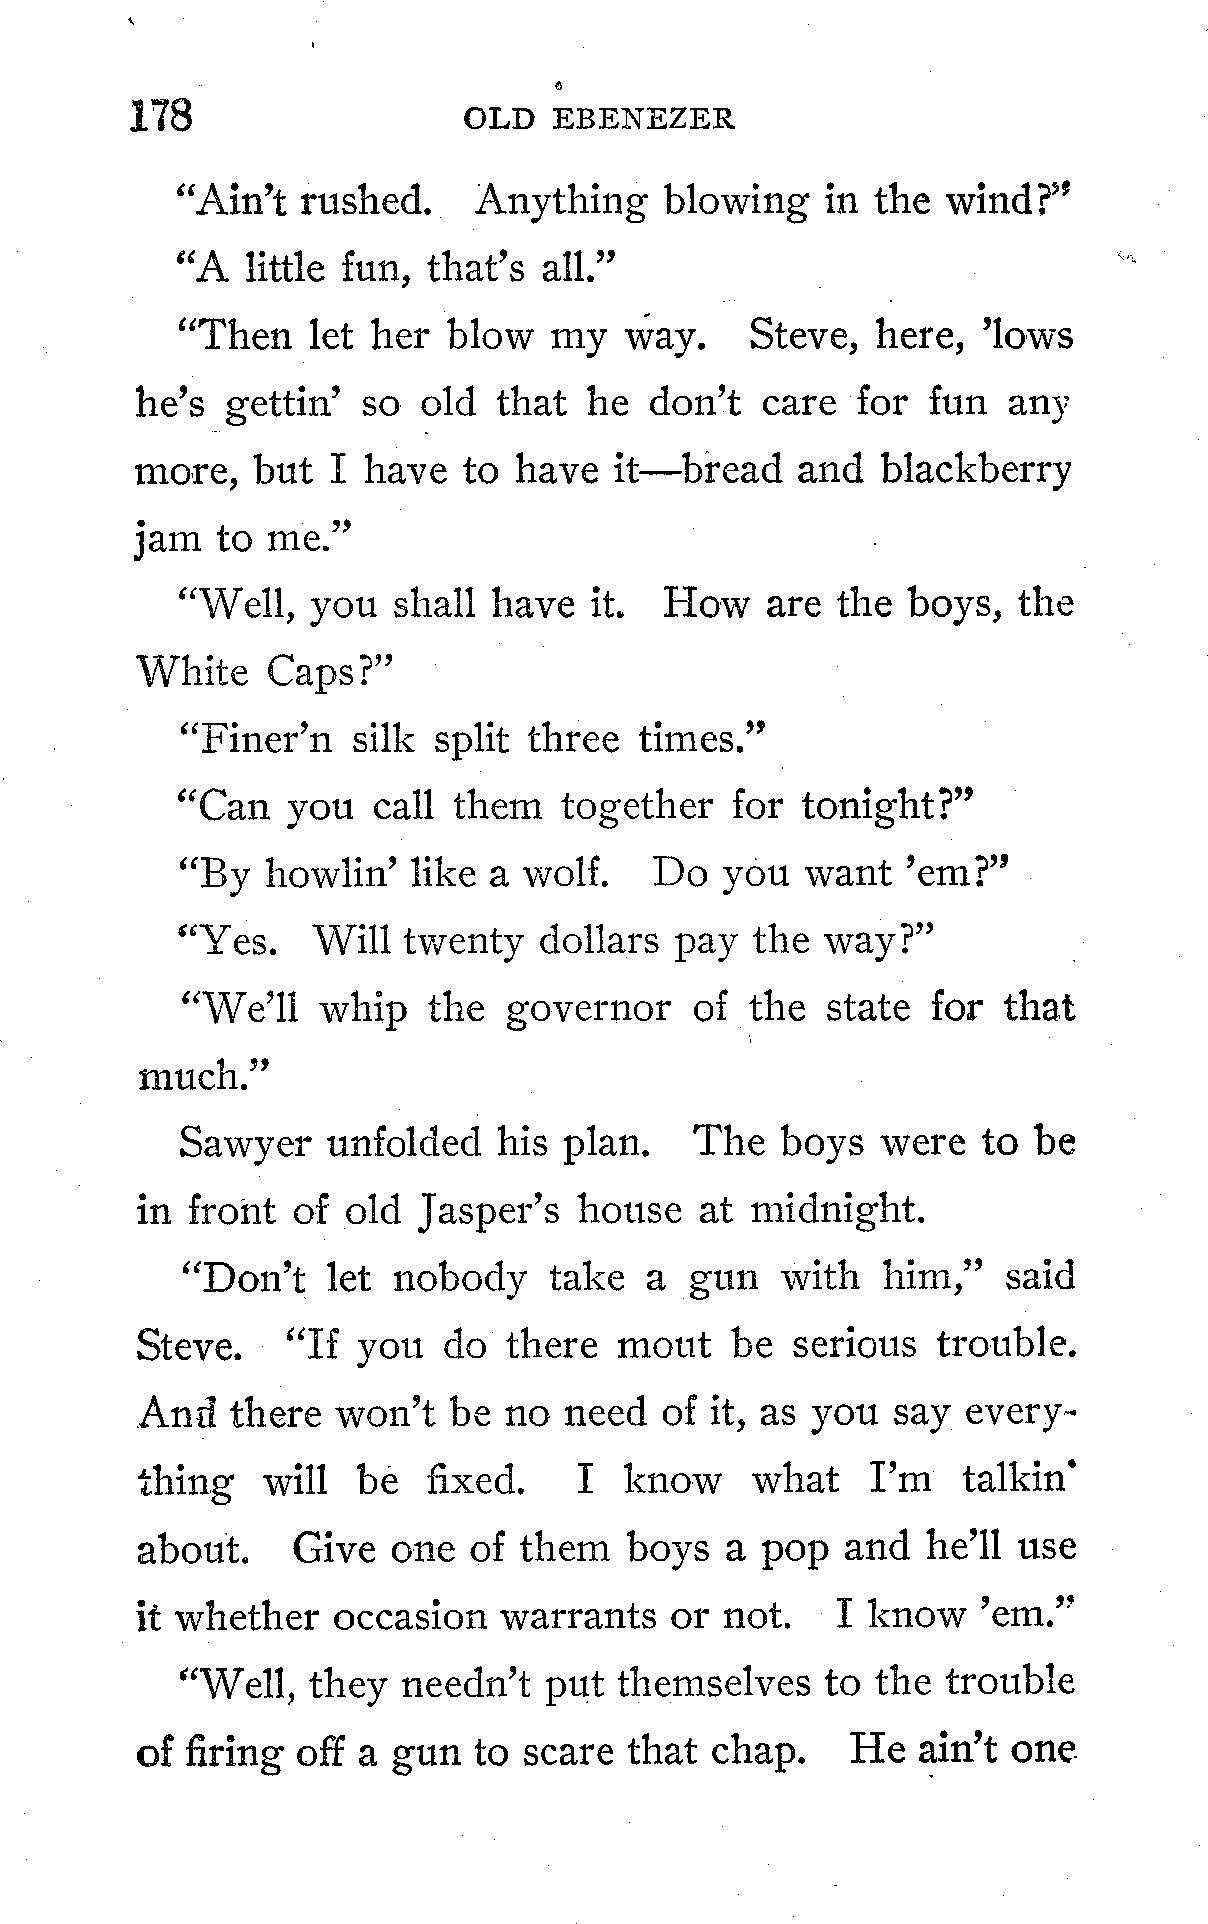 178 OLD EBENEZER
“Ain’t rushed. Anything blowing in the wind?”
“A little fun, that’s all.”
“Then let her blow my way. Steve, here, ’lows
he’s gettin’ so old that he don’t care for fun any
more, but I have to have it—bread and blackberry
jam to me.”
“Well, you shall have it. How are the boys, the
White Caps?”
“Finer’n silk split three times.”
“Can you call them together for tonight?”
“By howlin’ like a wolf. Do you want ’em?”
“Yes. Will twenty dollars pay the way?”
“We’ll whip the governor of the state for that
much.”
Sawyer unfolded his plan. The boys were to be
in front of old Jasper’s house at midnight.
“Don’t let nobody take a gun with him,” said
Steve. “If you do there mout be serious trouble.
And there won’t be no need of it, as you say every-
thing will be fixed. I know what I’m talkin’
about. Give one of them boys a pop and he’ll use
it whether occasion warrants or not. I know ’em.”
“Well, they needn’t put themselves to the trouble
of firing off a gun to scare that chap. He ain’t one